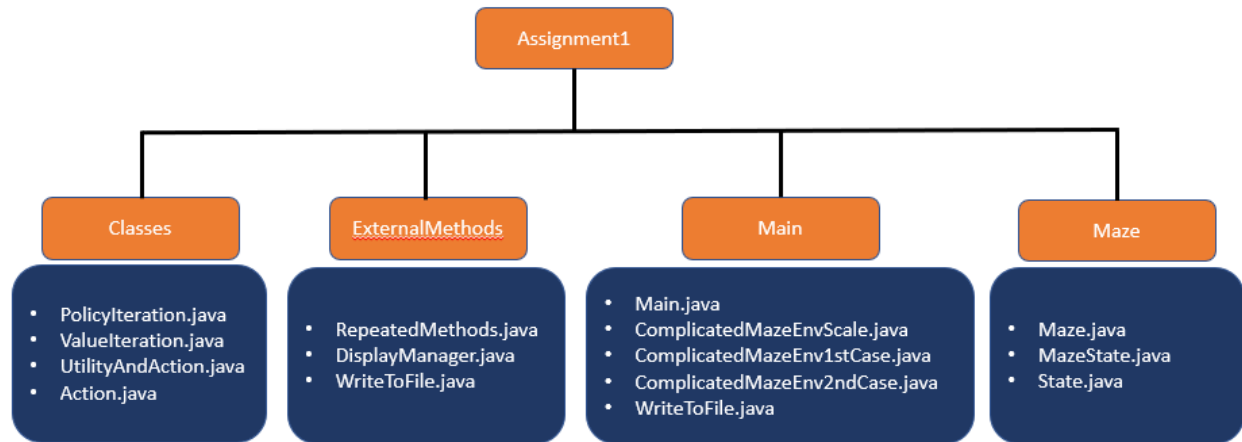 Assignment1
Classes
ExternalMethods
Main
Maze
• PolicyIteration.java
• ValueIteration.java
• UtilityAndAction.java
• Action.java
• RepeatedMethods.java
• DisplayManager.java
• WriteToFile.java
• Main.java
• ComplicatedMazeEnvScale.java
• ComplicatedMazeEnv1stCase.java
• ComplicatedMazeEnv2ndCase.java
• WriteToFile.java
• Maze.java
• MazeState.java
• State.java